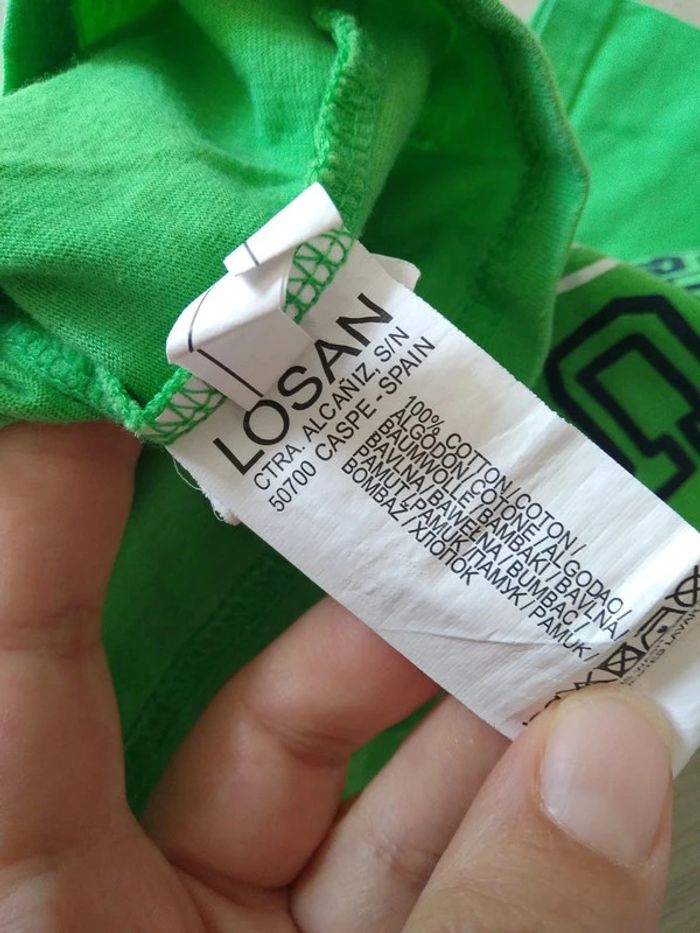 LOSAN
CTRA. ALCAÑIZ, S/N
50700 CASPE - SPAIN
100% COTTON / COTON /
ALGODÓN / COTONE / ALGODAO /
BAUMWOLLE / BAMBAKI / BAVLNA /
BAVLNA / BAWEŁNA / BUMBAC /
PAMUT / PAMUK / ПАМУК / PAMUK /
BOMBAŽ / ХЛОПОК